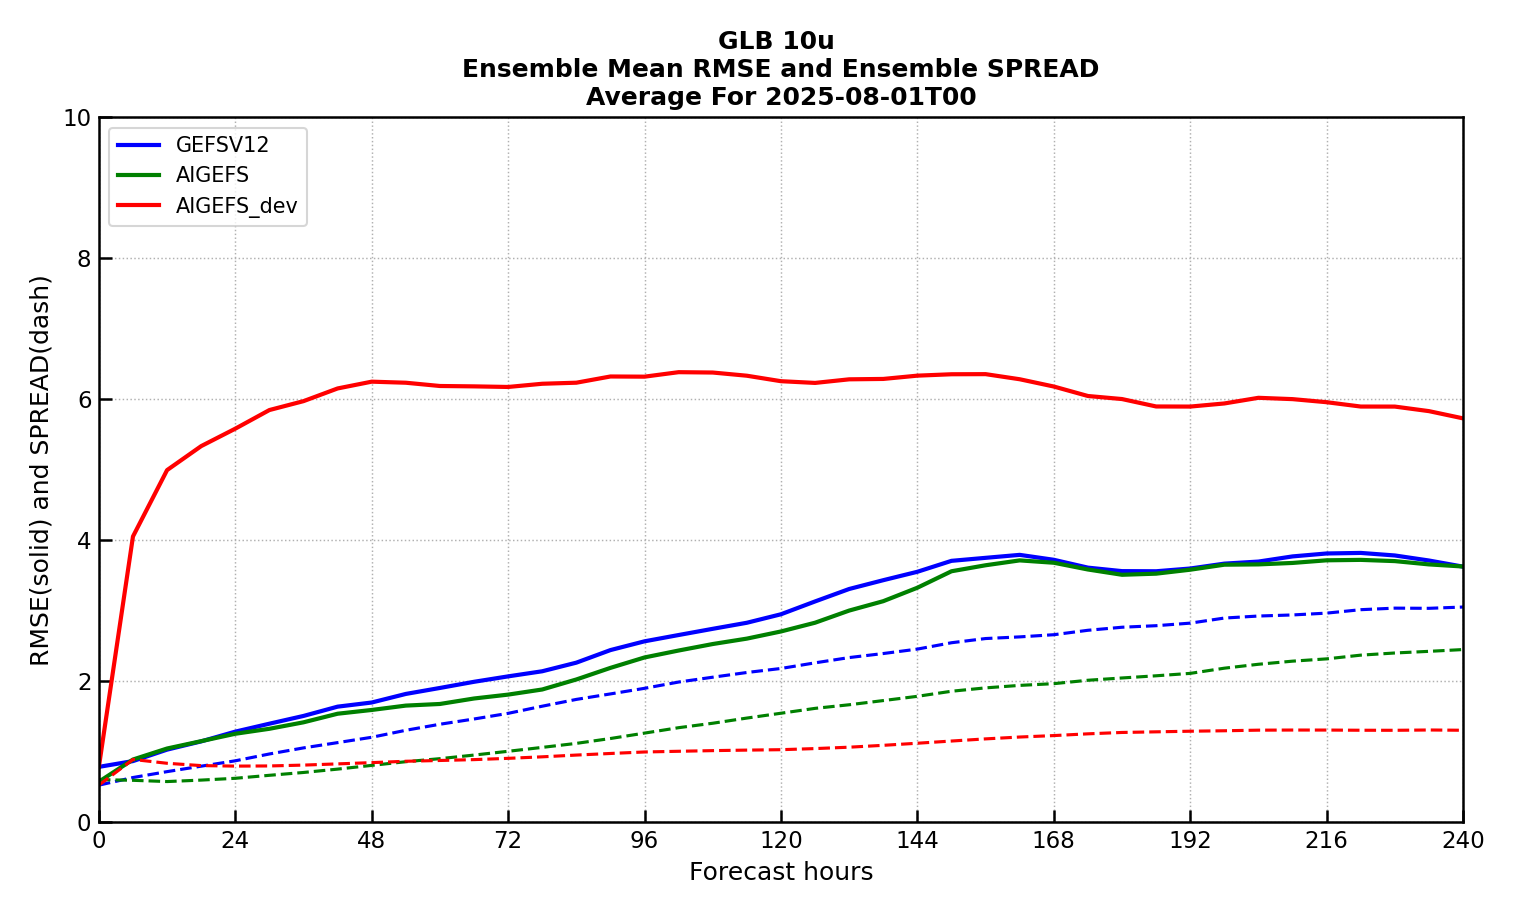 GLB 10u
Ensemble Mean RMSE and Ensemble SPREAD
Average For 2025-08-01T00
GEFSV12
AIGEFS
AIGEFS_dev
RMSE(solid) and SPREAD(dash)
10
8
6
4
2
0
0 24 48 72 96 120 144 168 192 216 240
Forecast hours